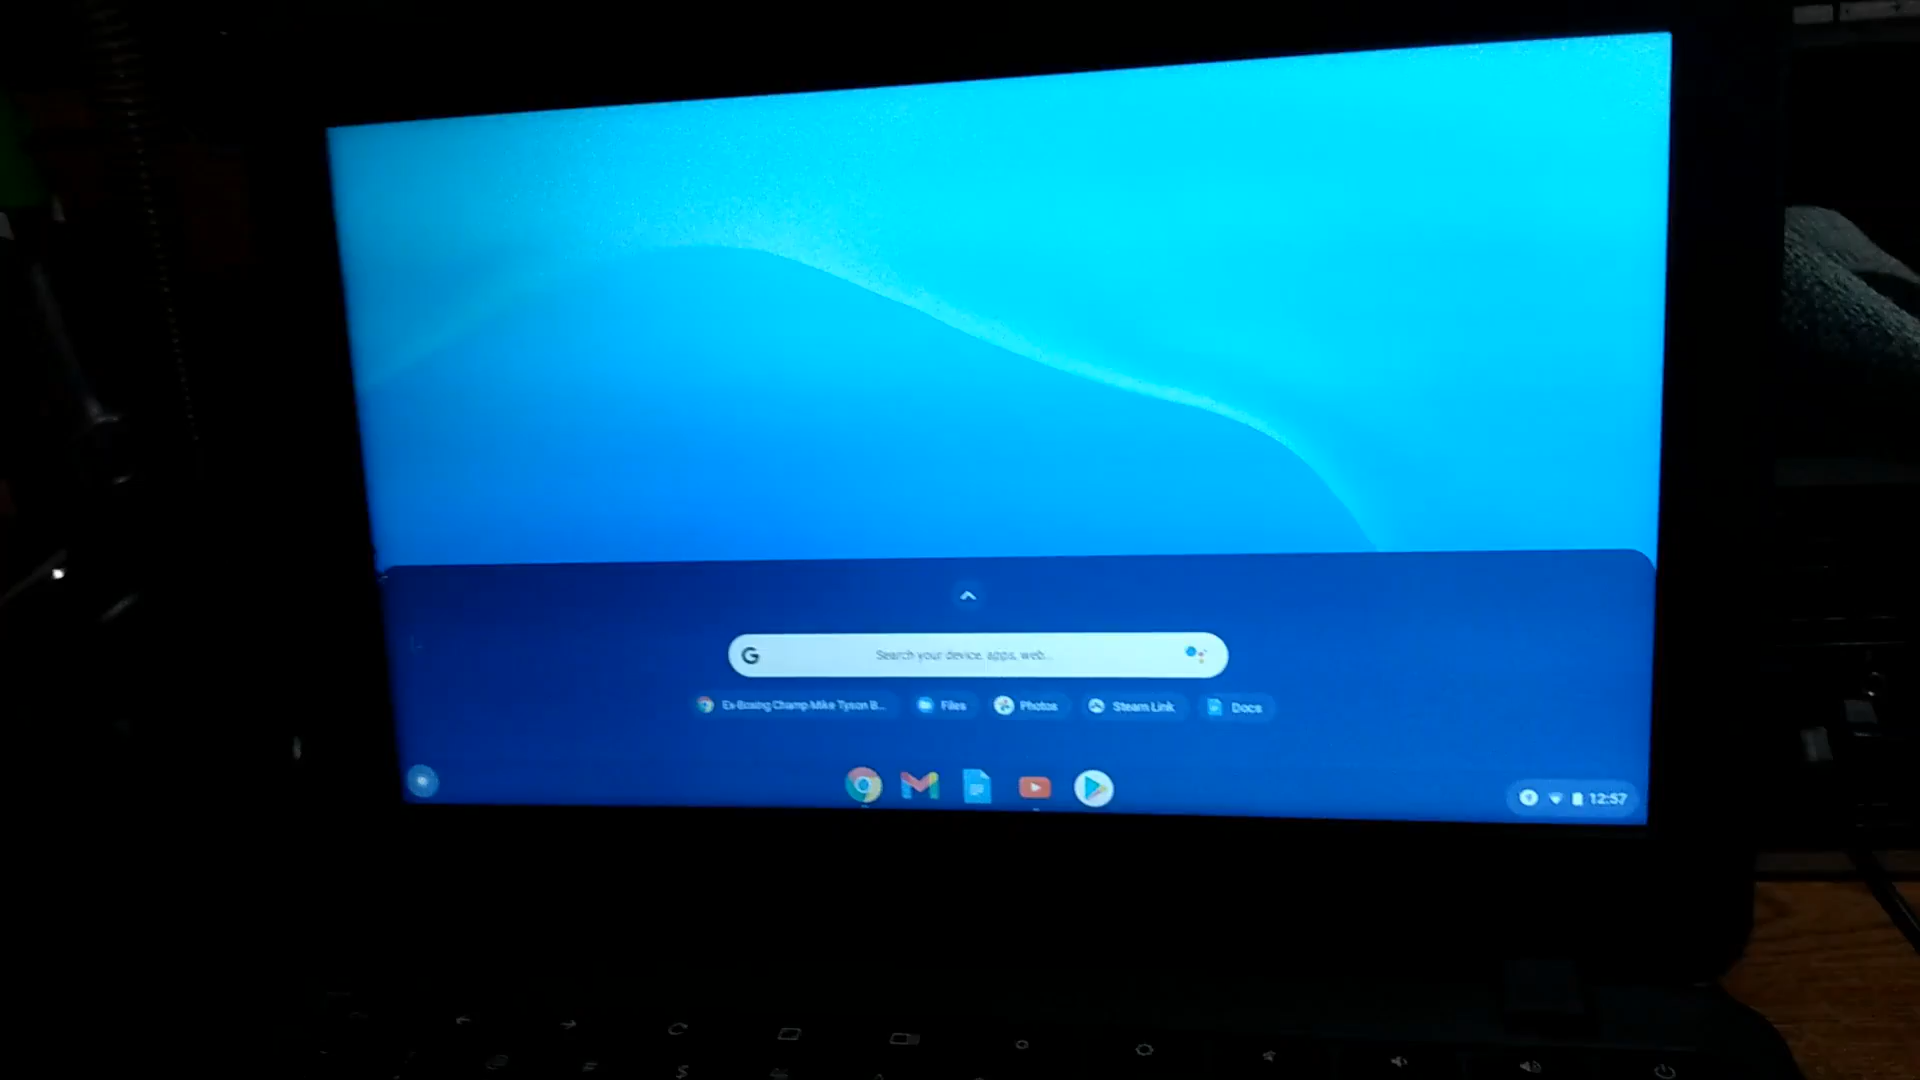 G Search your device, apps, web...
Ex-Boxing Champ Mike Tyson B... Files Photos Steam Link Docs
12:57